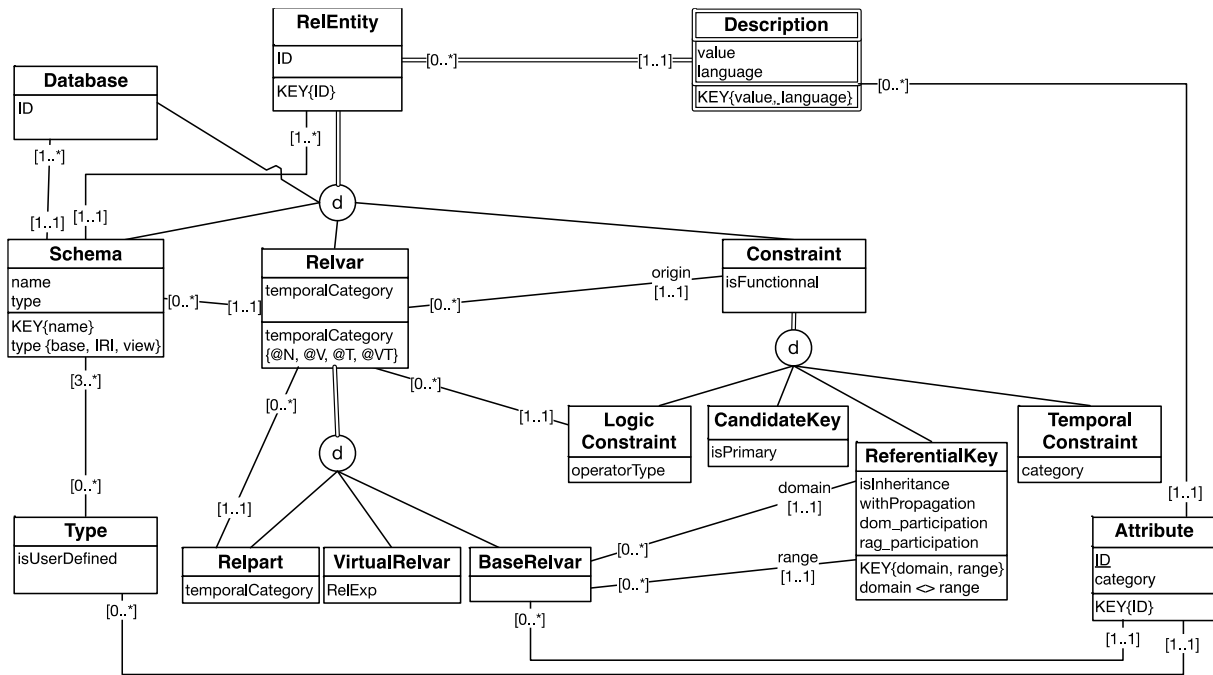 RelEntity
ID
KEY{ID}
[0..*]
[1..1]
Description
value
language
KEY{value, language}
[0..*]
Database
ID
[1..*]
[1..*]
[1..1]
[1..1]
d
Schema
name
type
KEY{name}
type {base, IRI, view}
[0..*]
[1..1]
Relvar
temporalCategory
temporalCategory
{@N, @V, @T, @VT}
[0..*]
origin
[1..1]
Constraint
isFunctionnal
d
[3..*]
[0..*]
[0..*]
[1..1]
d
Logic
Constraint
operatorType
CandidateKey
isPrimary
ReferentialKey
isInheritance
withPropagation
dom_participation
rag_participation
KEY{domain, range}
domain <> range
Temporal
Constraint
category
[0..*]
[1..1]
domain
[1..1]
[0..*]
range
[1..1]
[0..*]
Type
isUserDefined
[0..*]
Relpart
temporalCategory
VirtualRelvar
RelExp
BaseRelvar
[0..*]
[1..1]
Attribute
ID
category
KEY{ID}
[1..1]
[1..1]